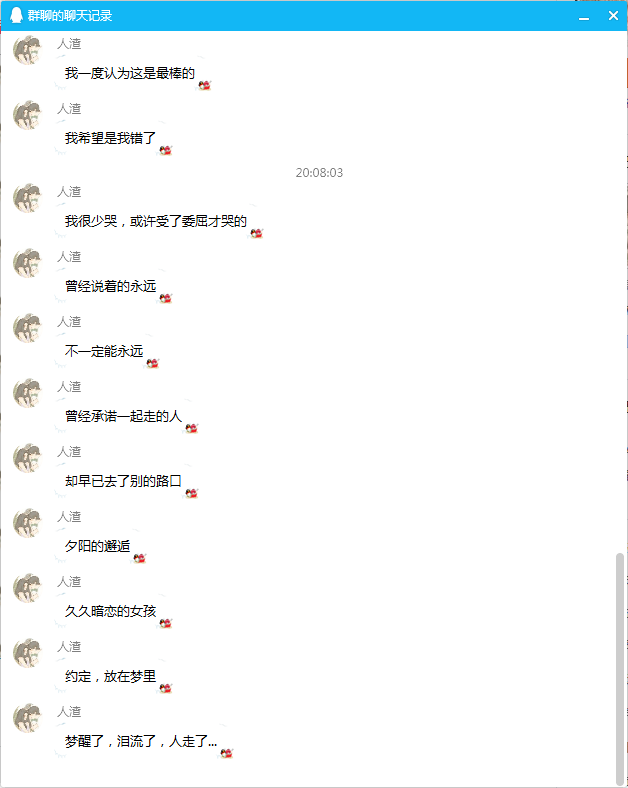 群聊的聊天记录
人渣
我一度认为这是最棒的
人渣
我希望是我错了
20:08:03
人渣
我很少哭，或许受了委屈才哭的
人渣
曾经说着的永远
人渣
不一定能永远
人渣
曾经承诺一起走的人
人渣
却早已去了别的路口
人渣
夕阳的邂逅
人渣
久久暗恋的女孩
人渣
约定，放在梦里
人渣
梦醒了，泪流了，人走了...